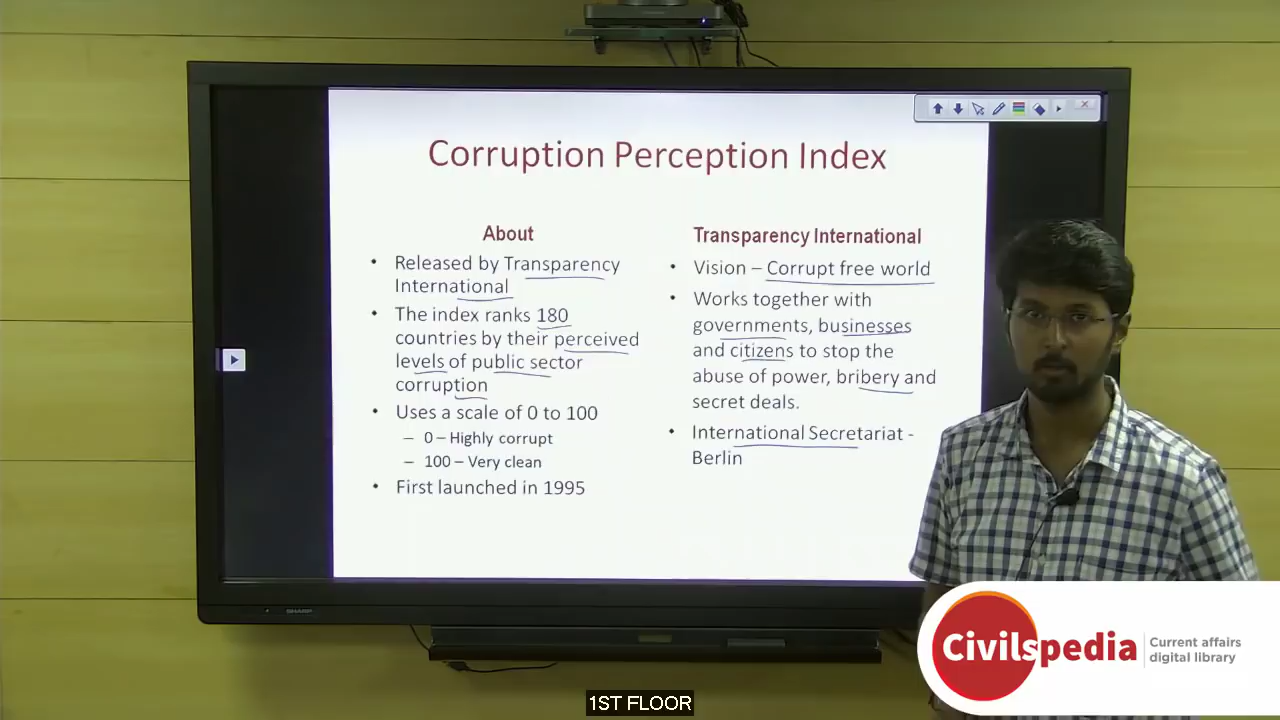 Corruption Perception Index
About
• Released by Transparency
International
• The index ranks 180
countries by their perceived
levels of public sector
corruption
• Uses a scale of 0 to 100
– 0 – Highly corrupt
– 100 – Very clean
• First launched in 1995
Transparency International
• Vision – Corrupt free world
• Works together with
governments, businesses
and citizens to stop the
abuse of power, bribery and
secret deals.
• International Secretariat -
Berlin
SHARP
Civilspedia
Current affairs
digital library
1ST FLOOR